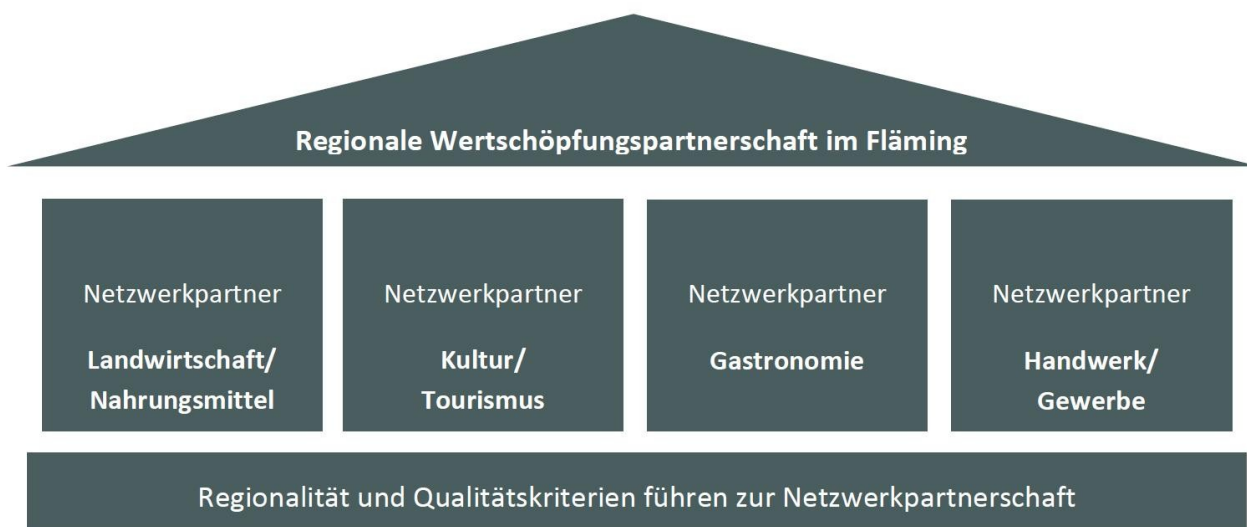 Regionale Wertschöpfungspartnerschaft im Fläming
Netzwerkpartner
Landwirtschaft/
Nahrungsmittel
Netzwerkpartner
Kultur/
Tourismus
Netzwerkpartner
Gastronomie
Netzwerkpartner
Handwerk/
Gewerbe
Regionalität und Qualitätskriterien führen zur Netzwerkpartnerschaft